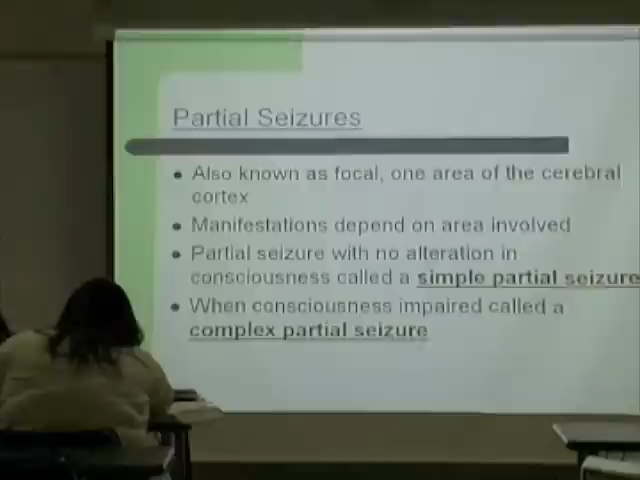 Partial Seizures
• Also known as focal, one area of the cerebral
cortex
• Manifestations depend on area involved
• Partial seizure with no alteration in
consciousness called a simple partial seizure
• When consciousness impaired called a
complex partial seizure